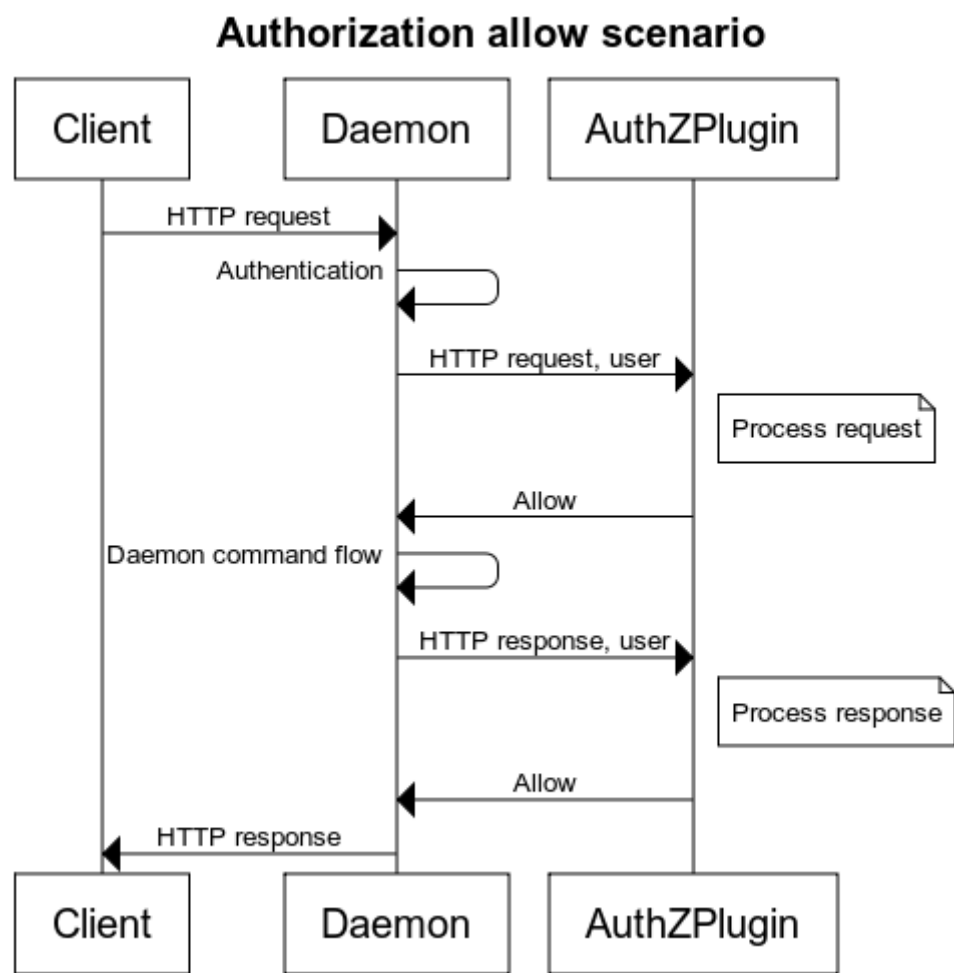 Authorization allow scenario
Client
Daemon
AuthZPlugin
HTTP request
Authentication
HTTP request, user
Process request
Allow
Daemon command flow
HTTP response, user
Process response
Allow
HTTP response
Client
Daemon
AuthZPlugin